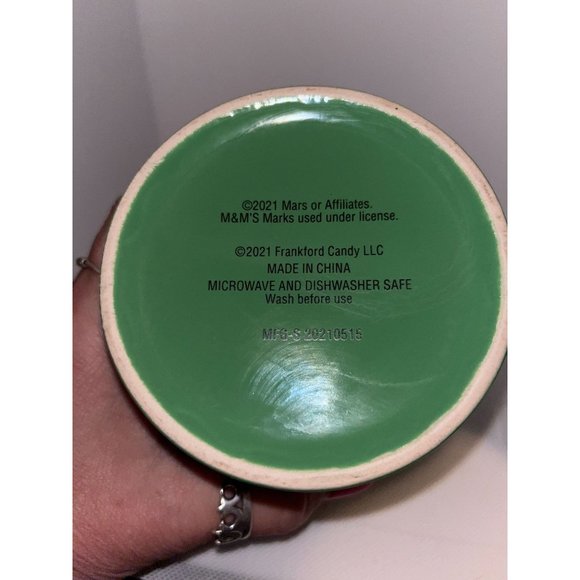 ©2021 Mars or Affiliates.
M&M'S Marks used under license.
©2021 Frankford Candy LLC
MADE IN CHINA
MICROWAVE AND DISHWASHER SAFE
Wash before use
MFG-S 20210515